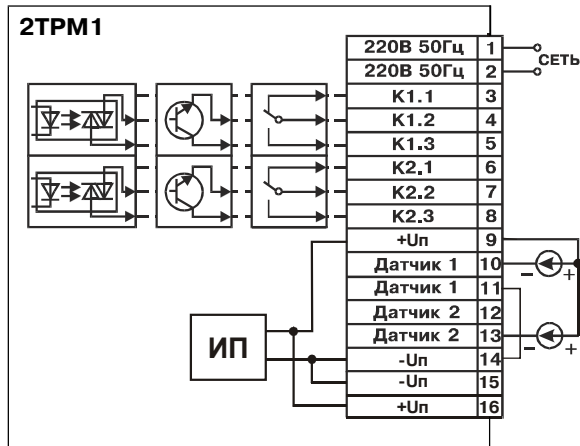 2ТРМ1
220В 50Гц 1
СЕТЬ
220В 50Гц 2
К1.1 3
К1.2 4
К1.3 5
К2.1 6
К2.2 7
К2.3 8
+Uп 9
Датчик 1 10
- +
Датчик 1 11
Датчик 2 12
Датчик 2 13
- +
ИП
-Uп 14
-Uп 15
+Uп 16